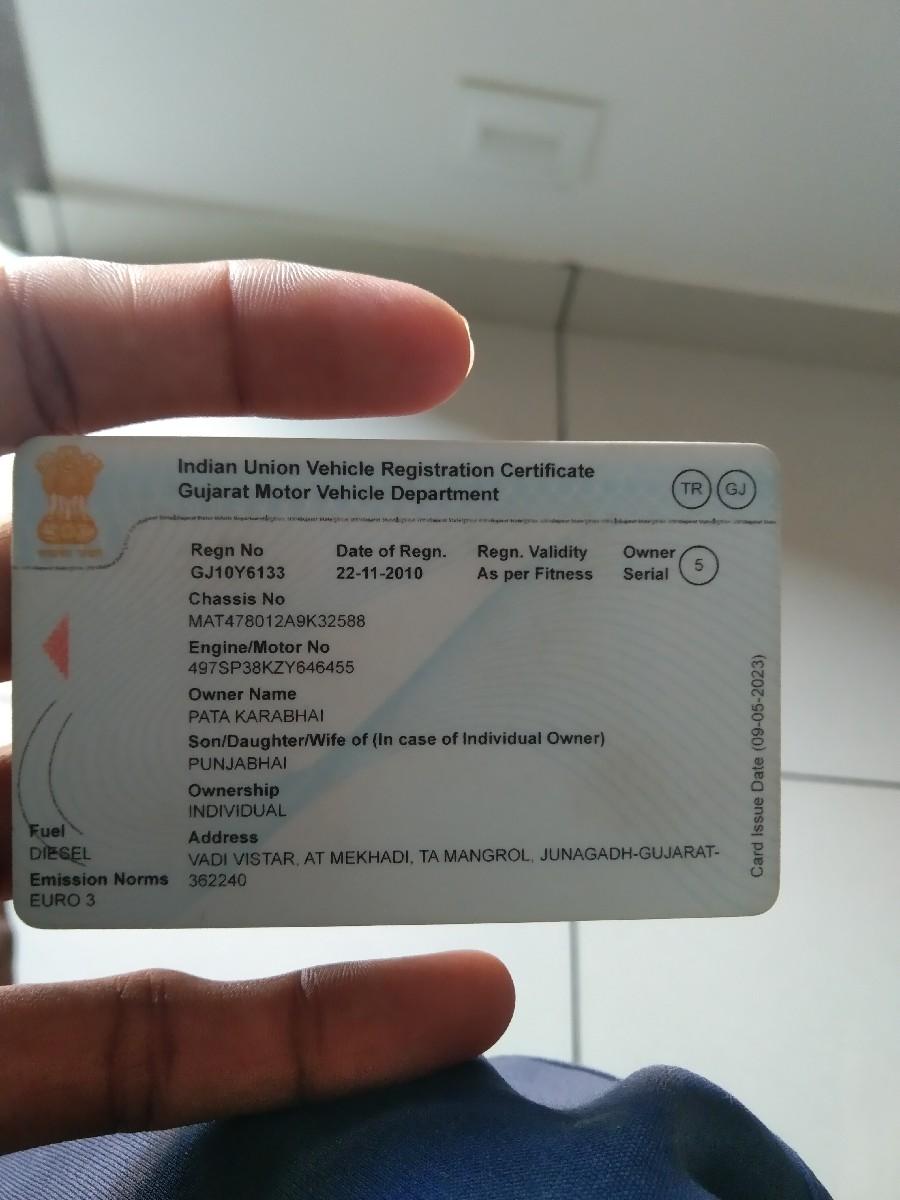 Indian Union Vehicle Registration Certificate
Gujarat Motor Vehicle Department
TR GJ
Regn No Date of Regn. Regn. Validity Owner
GJ10Y6133 22-11-2010 As per Fitness Serial 5
Chassis No
MAT478012A9K32588
Engine/Motor No
497SP38KZY646455
Owner Name
PATA KARABHAI
Son/Daughter/Wife of (In case of Individual Owner)
PUNJABHAI
Ownership
INDIVIDUAL
Address
VADI VISTAR, AT MEKHADI, TA MANGROL, JUNAGADH-GUJARAT-
362240
Fuel
DIESEL
Emission Norms
EURO 3
Card Issue Date (09-05-2023)